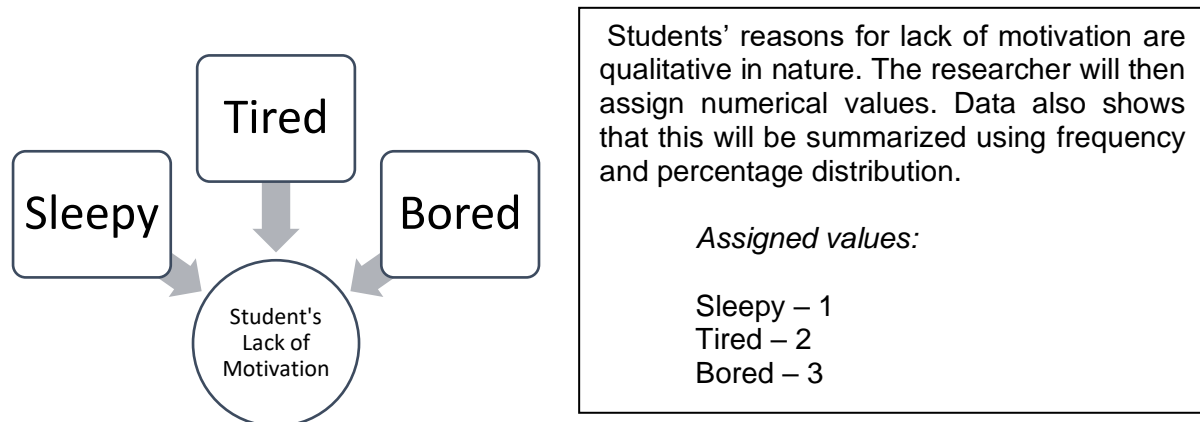 Tired
Sleepy
Bored
Student's
Lack of
Motivation
Students’ reasons for lack of motivation are
qualitative in nature. The researcher will then
assign numerical values. Data also shows
that this will be summarized using frequency
and percentage distribution.
Assigned values:
Sleepy – 1
Tired – 2
Bored – 3